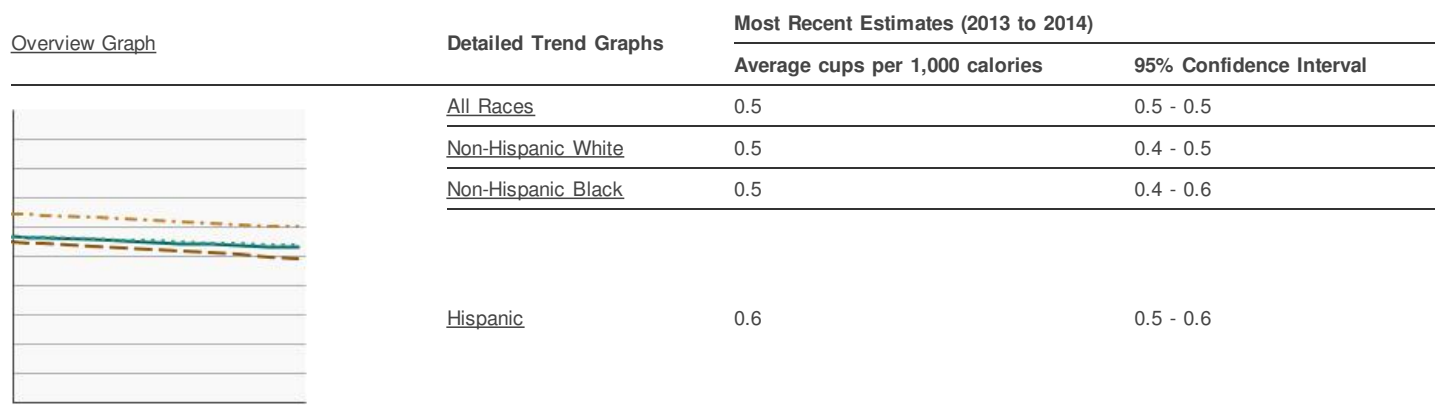 Overview Graph
Detailed Trend Graphs
Most Recent Estimates (2013 to 2014)
Average cups per 1,000 calories
95% Confidence Interval
All Races 0.5 0.5 - 0.5
Non-Hispanic White 0.5 0.4 - 0.5
Non-Hispanic Black 0.5 0.4 - 0.6
Hispanic 0.6 0.5 - 0.6